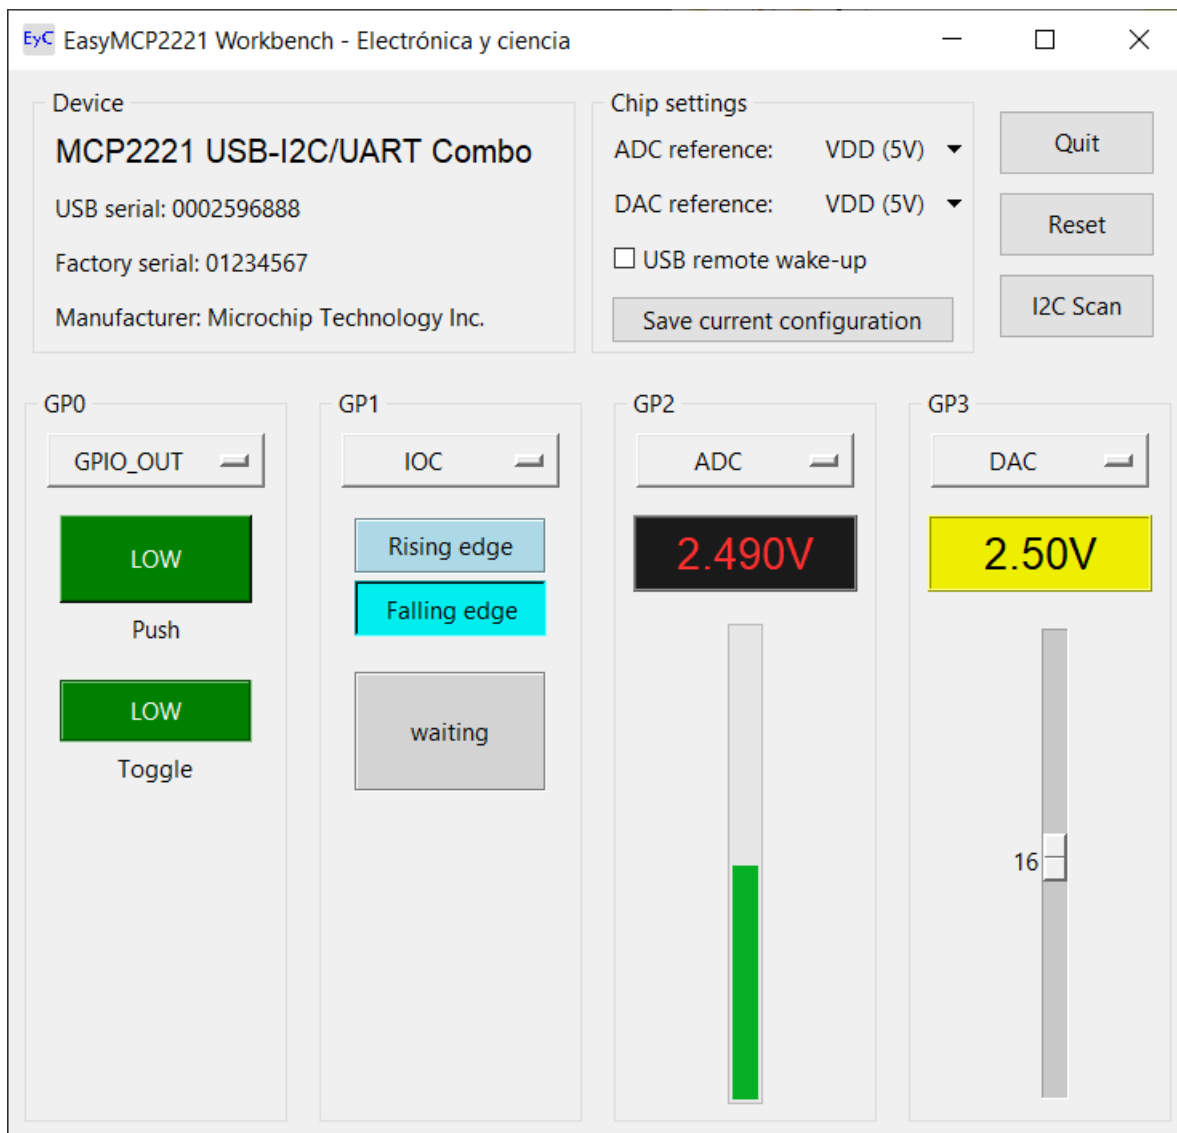 EyC EasyMCP2221 Workbench - Electrónica y ciencia
Device
MCP2221 USB-I2C/UART Combo
USB serial: 0002596888
Factory serial: 01234567
Manufacturer: Microchip Technology Inc.
Chip settings
ADC reference: VDD (5V)
DAC reference: VDD (5V)
USB remote wake-up
Save current configuration
Quit
Reset
I2C Scan
GP0
GPIO_OUT
LOW
Push
LOW
Toggle
GP1
IOC
Rising edge
Falling edge
waiting
GP2
ADC
2.490V
GP3
DAC
2.50V
16